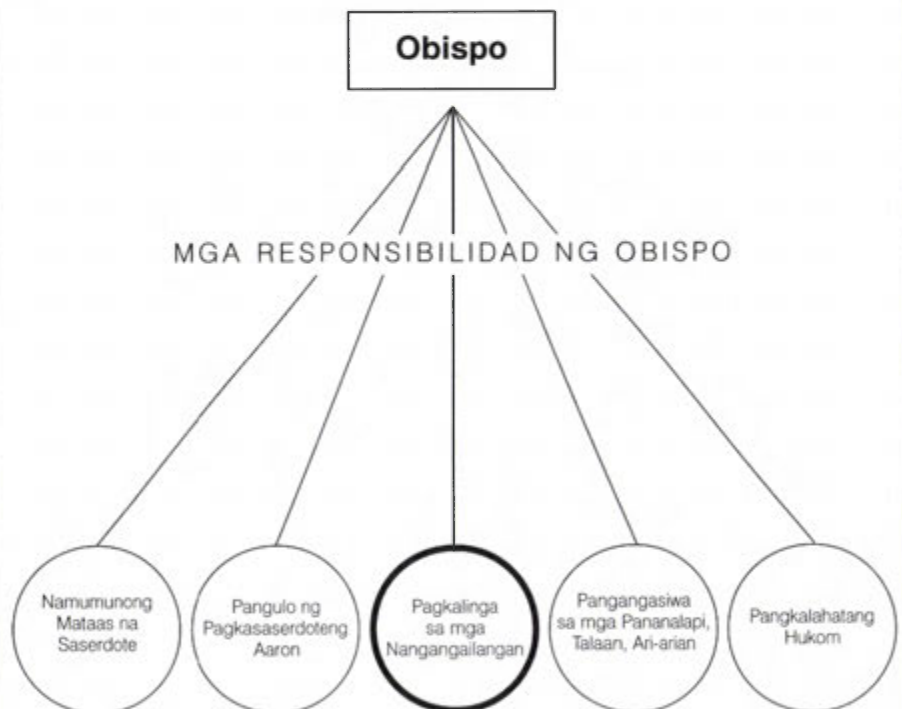 Obispo
MGA RESPONSIBILIDAD NG OBISPO
Namumunong
Mataas na
Saserdote
Pangulo ng
Pagkasaserdoteng
Aaron
Pagkalinga
sa mga
Nangangailangan
Pangangasiwa
sa mga Pananalapi,
Talaan, Ari-arian
Pangkalahatang
Hukom